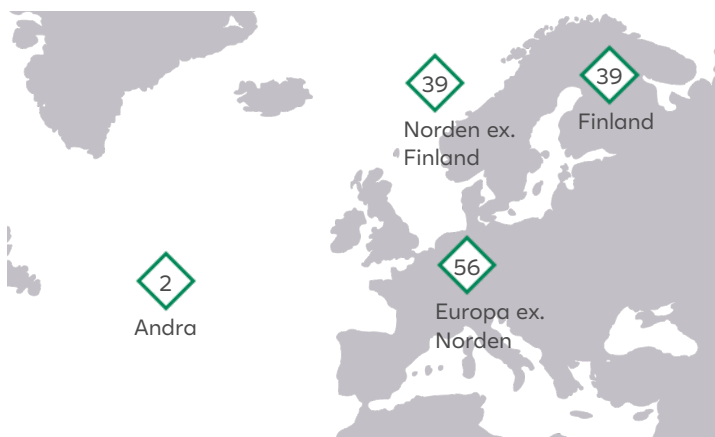 39
Norden ex.
Finland
39
Finland
2
Andra
56
Europa ex.
Norden